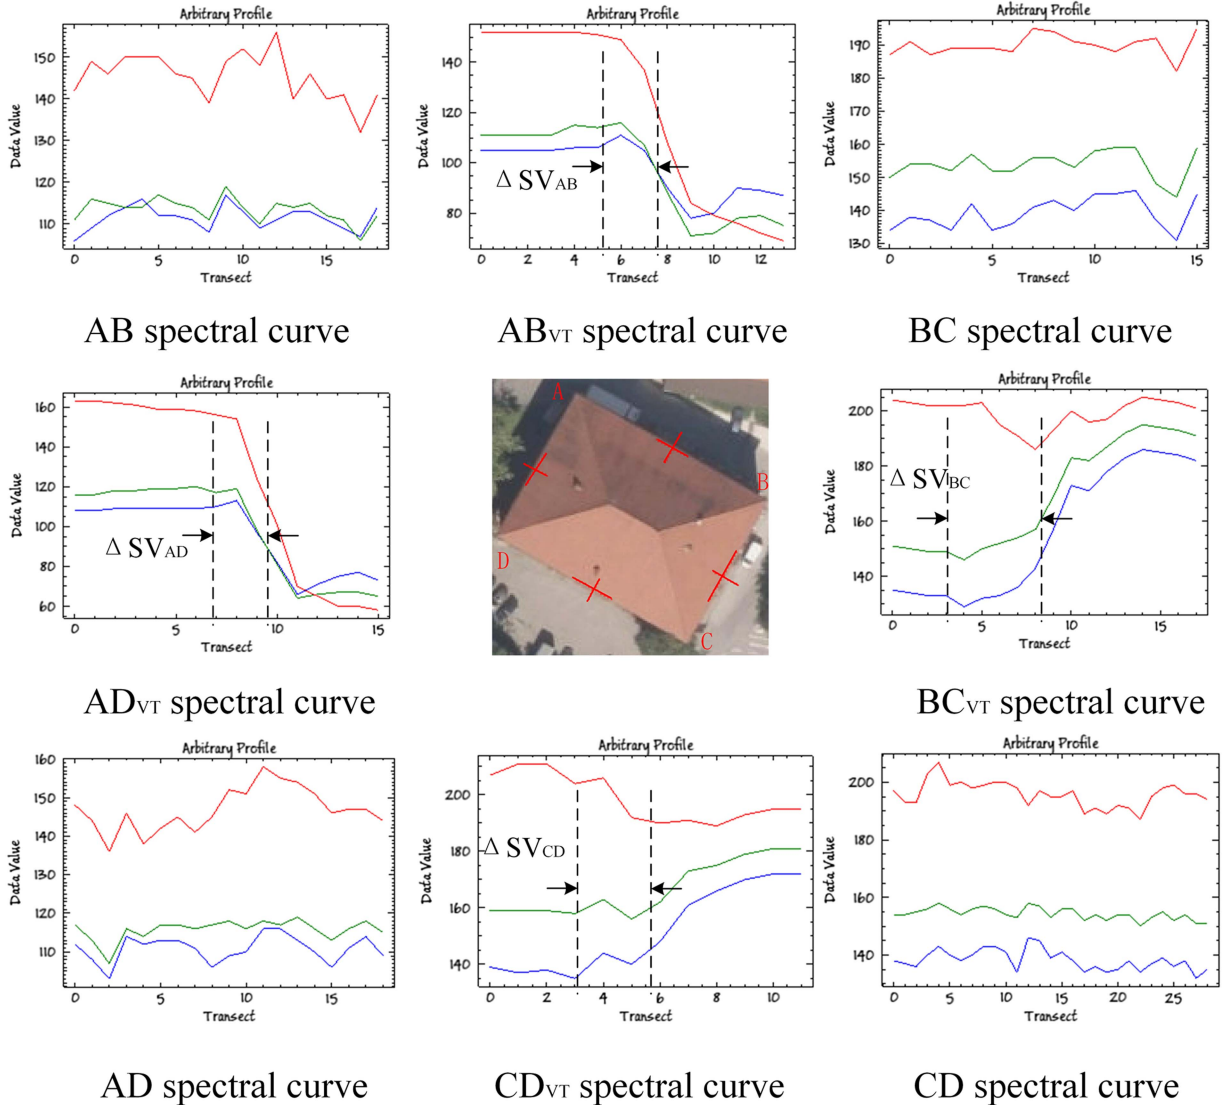 Arbitrary Profile
Data Value
150
140
130
120
110
0 5 10 15
Transect
AB spectral curve
Arbitrary Profile
Data Value
140
120
100
80
Δ SVAB
0 2 4 6 8 10 12
Transect
ABVT spectral curve
Arbitrary Profile
Data Value
190
180
170
160
150
140
130
0 5 10 15
Transect
BC spectral curve
Arbitrary Profile
Data Value
160
140
120
100
80
60
Δ SVAD
0 5 10 15
Transect
ADVT spectral curve
A
B
D
C
Arbitrary Profile
Data Value
200
180
160
140
Δ SVBC
0 5 10 15
Transect
BCVT spectral curve
Arbitrary Profile
Data Value
160
150
140
130
120
110
0 5 10 15
Transect
AD spectral curve
Arbitrary Profile
Data Value
200
180
160
140
Δ SVCD
0 2 4 6 8 10
Transect
CDVT spectral curve
Arbitrary Profile
Data Value
200
180
160
140
0 5 10 15 20 25
Transect
CD spectral curve